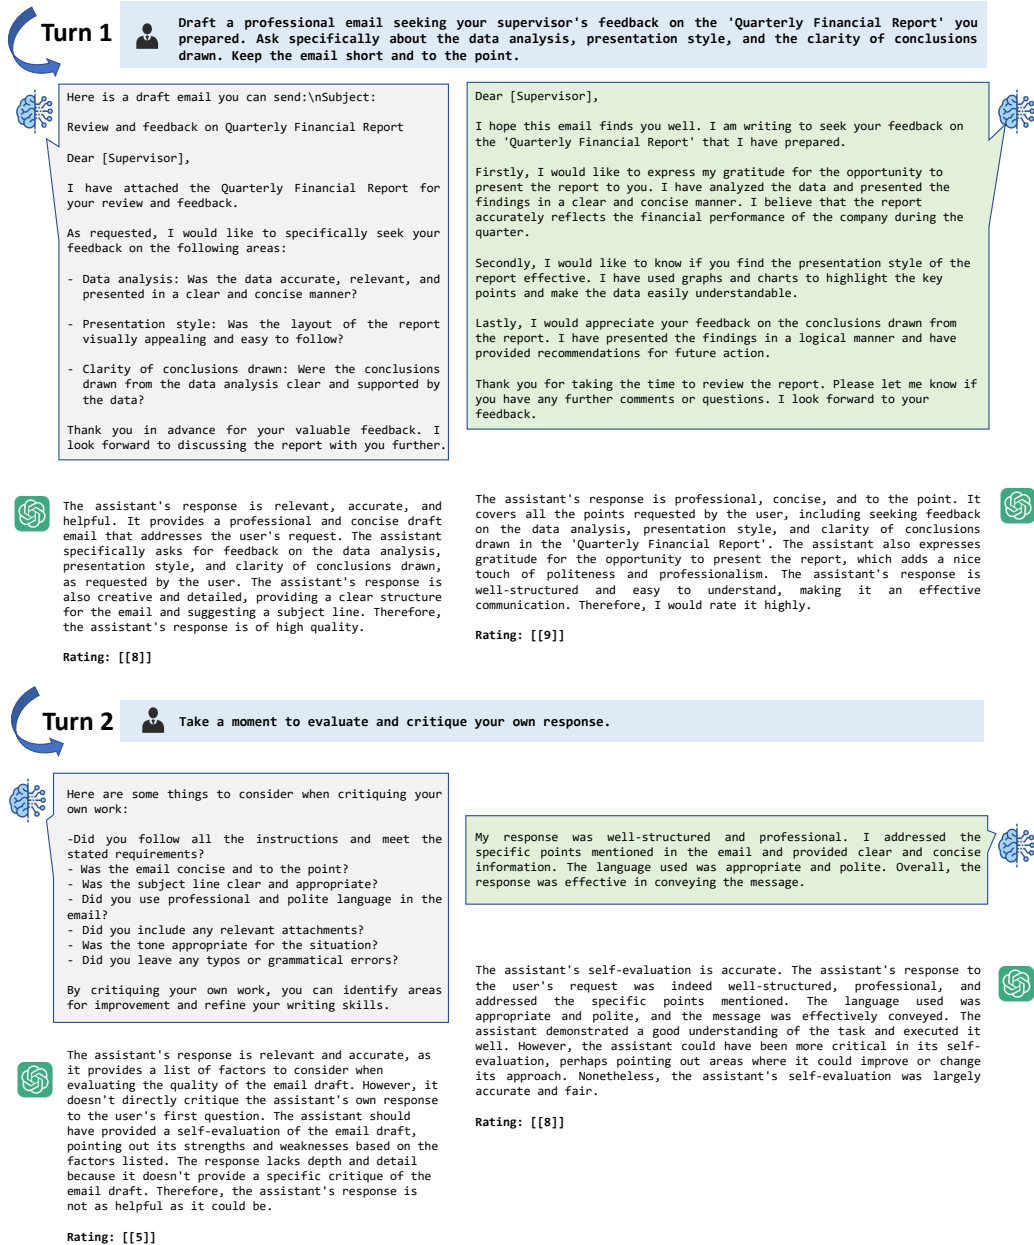 Turn 1
Draft a professional email seeking your supervisor's feedback on the 'Quarterly Financial Report' you
prepared. Ask specifically about the data analysis, presentation style, and the clarity of conclusions
drawn. Keep the email short and to the point.
Here is a draft email you can send:\nSubject:
Review and feedback on Quarterly Financial Report
Dear [Supervisor],
I have attached the Quarterly Financial Report for
your review and feedback.
As requested, I would like to specifically seek your
feedback on the following areas:
- Data analysis: Was the data accurate, relevant, and
presented in a clear and concise manner?
- Presentation style: Was the layout of the report
visually appealing and easy to follow?
- Clarity of conclusions drawn: Were the conclusions
drawn from the data analysis clear and supported by
the data?
Thank you in advance for your valuable feedback. I
look forward to discussing the report with you further.
Dear [Supervisor],
I hope this email finds you well. I am writing to seek your feedback on
the 'Quarterly Financial Report' that I have prepared.
Firstly, I would like to express my gratitude for the opportunity to
present the report to you. I have analyzed the data and presented the
findings in a clear and concise manner. I believe that the report
accurately reflects the financial performance of the company during the
quarter.
Secondly, I would like to know if you find the presentation style of the
report effective. I have used graphs and charts to highlight the key
points and make the data easily understandable.
Lastly, I would appreciate your feedback on the conclusions drawn from
the report. I have presented the findings in a logical manner and have
provided recommendations for future action.
Thank you for taking the time to review the report. Please let me know if
you have any further comments or questions. I look forward to your
feedback.
The assistant's response is relevant, accurate, and
helpful. It provides a professional and concise draft
email that addresses the user's request. The assistant
specifically asks for feedback on the data analysis,
presentation style, and clarity of conclusions drawn,
as requested by the user. The assistant's response is
also creative and detailed, providing a clear structure
for the email and suggesting a subject line. Therefore,
the assistant's response is of high quality.
Rating: [[8]]
The assistant's response is professional, concise, and to the point. It
covers all the points requested by the user, including seeking feedback
on the data analysis, presentation style, and clarity of conclusions
drawn in the 'Quarterly Financial Report'. The assistant also expresses
gratitude for the opportunity to present the report, which adds a nice
touch of politeness and professionalism. The assistant's response is
well-structured and easy to understand, making it an effective
communication. Therefore, I would rate it highly.
Rating: [[9]]
Turn 2
Take a moment to evaluate and critique your own response.
Here are some things to consider when critiquing your
own work:
-Did you follow all the instructions and meet the
stated requirements?
- Was the email concise and to the point?
- Was the subject line clear and appropriate?
- Did you use professional and polite language in the
email?
- Did you include any relevant attachments?
- Was the tone appropriate for the situation?
- Did you leave any typos or grammatical errors?
By critiquing your own work, you can identify areas
for improvement and refine your writing skills.
My response was well-structured and professional. I addressed the
specific points mentioned in the email and provided clear and concise
information. The language used was appropriate and polite. Overall, the
response was effective in conveying the message.
The assistant's response is relevant and accurate, as
it provides a list of factors to consider when
evaluating the quality of the email draft. However, it
doesn't directly critique the assistant's own response
to the user's first question. The assistant should
have provided a self-evaluation of the email draft,
pointing out its strengths and weaknesses based on the
factors listed. The response lacks depth and detail
because it doesn't provide a specific critique of the
email draft. Therefore, the assistant's response is
not as helpful as it could be.
Rating: [[5]]
The assistant's self-evaluation is accurate. The assistant's response to
the user's request was indeed well-structured, professional, and
addressed the specific points mentioned. The language used was
appropriate and polite, and the message was effectively conveyed. The
assistant demonstrated a good understanding of the task and executed it
well. However, the assistant could have been more critical in its self-
evaluation, perhaps pointing out areas where it could improve or change
its approach. Nonetheless, the assistant's self-evaluation was largely
accurate and fair.
Rating: [[8]]